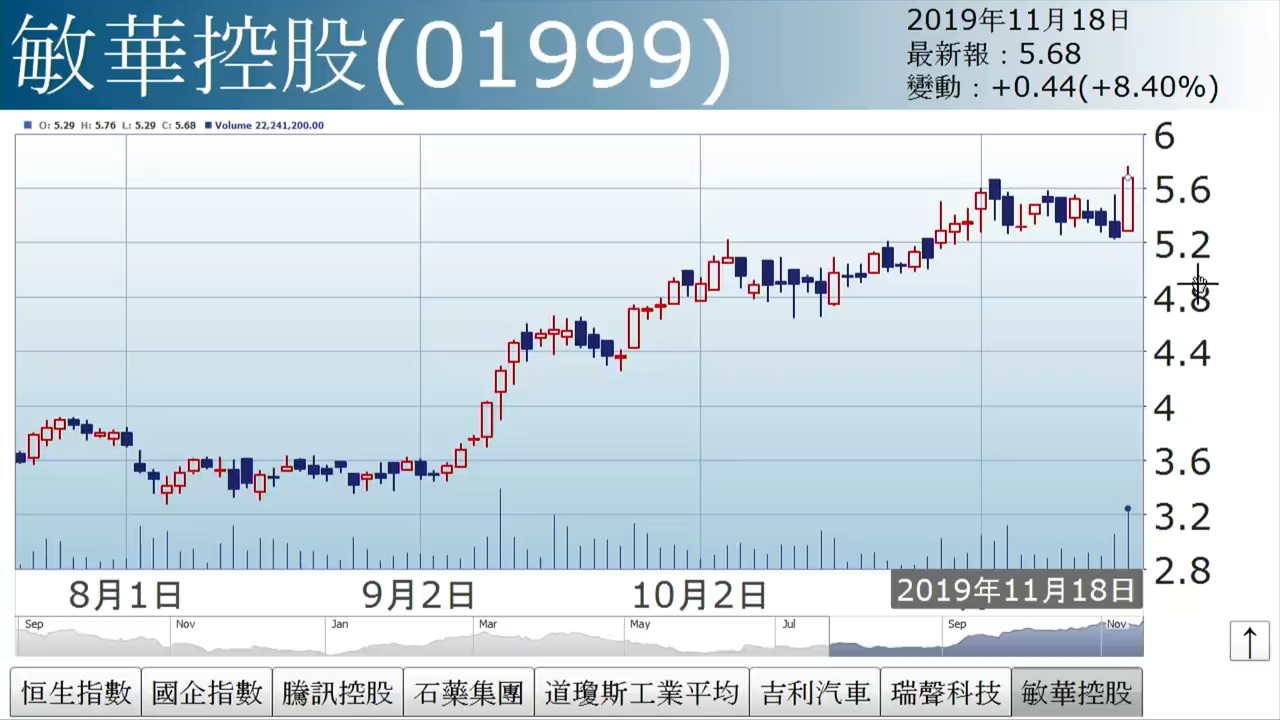 敏華控股(01999)
2019年11月18日
最新報：5.68
變動：+0.44(+8.40%)
O: 5.29 H: 5.76 L: 5.29 C: 5.68 Volume 22,241,200.00
6
5.6
5.2
4.8
4.4
4
3.6
3.2
2.8
8月1日 9月2日 10月2日 2019年11月18日
Sep Nov Jan Mar May Jul Sep Nov
恒生指數 國企指數 騰訊控股 石藥集團 道瓊斯工業平均 吉利汽車 瑞聲科技 敏華控股